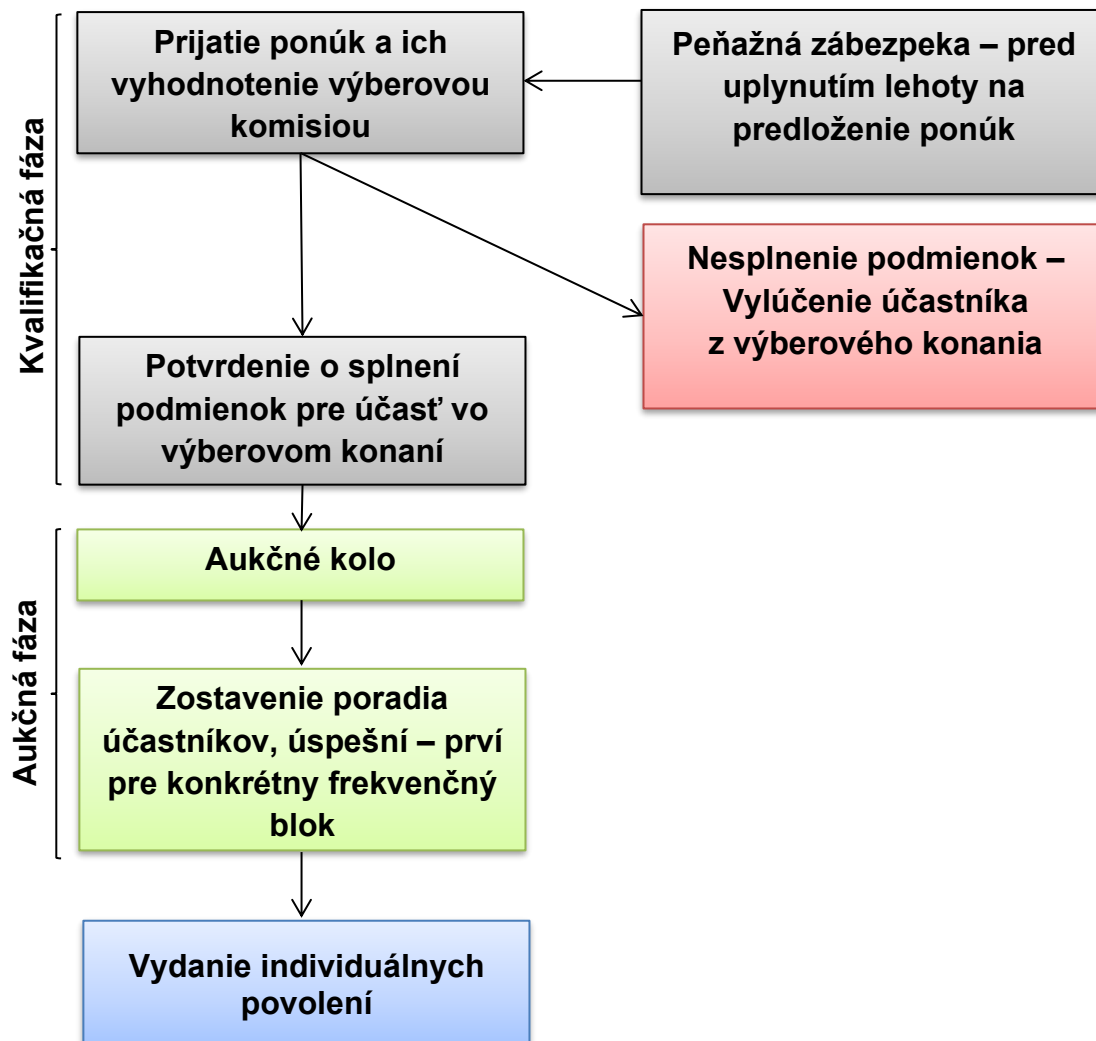 Kvalifikačná fáza
Prijatie ponúk a ich
vyhodnotenie výberovou
komisiou
Peňažná zábezpeka – pred
uplynutím lehoty na
predloženie ponúk
Nesplnenie podmienok –
Vylúčenie účastníka
z výberového konania
Potvrdenie o splnení
podmienok pre účasť vo
výberovom konaní
Aukčná fáza
Aukčné kolo
Zostavenie poradia
účastníkov, úspešní – prví
pre konkrétny frekvenčný
blok
Vydanie individuálnych
povolení